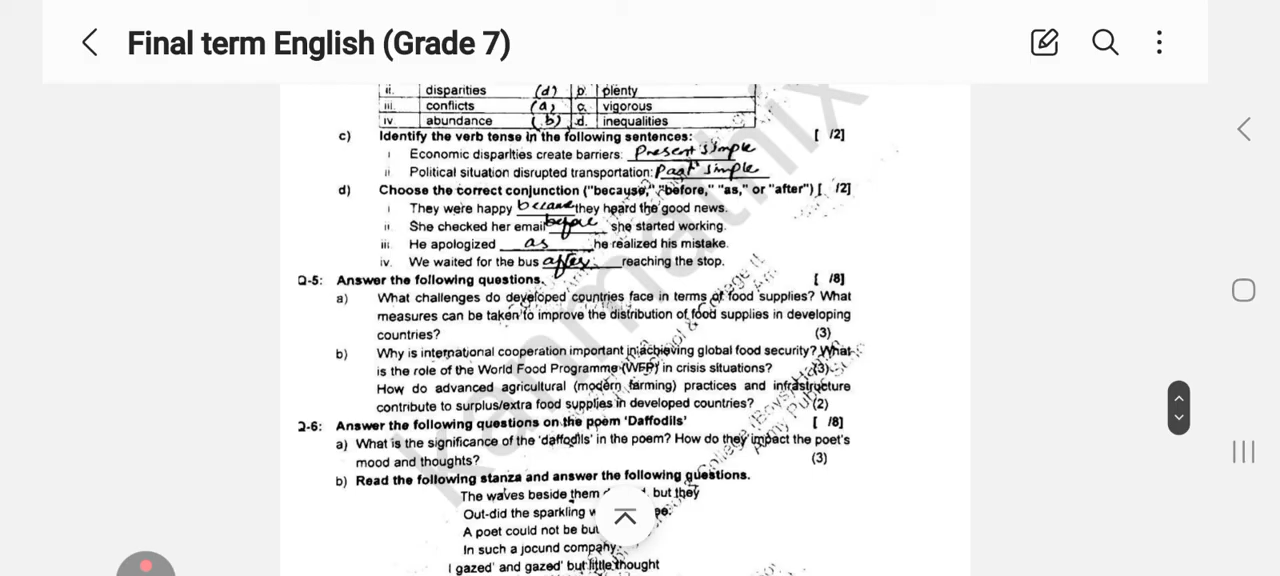 Final term English (Grade 7)
ii. disparities (d) b plenty
iii. conflicts (a) c. vigorous
iv. abundance (b) d. inequalities
c) Identify the verb tense in the following sentences: [ /2]
i Economic disparities create barriers: Present simple
ii Political situation disrupted transportation: Past simple
d) Choose the correct conjunction ("because," "before," "as," or "after") [ /2]
i They were happy because they heard the good news.
ii She checked her email before she started working.
iii. He apologized as he realized his mistake.
iv. We waited for the bus after reaching the stop.
Q-5: Answer the following questions. [ /8]
a) What challenges do developed countries face in terms of food supplies? What
measures can be taken to improve the distribution of food supplies in developing
countries? (3)
b) Why is international cooperation important in achieving global food security? What
is the role of the World Food Programme (WFP) in crisis situations? (3)
How do advanced agricultural (modern farming) practices and infrastructure
contribute to surplus/extra food supplies in developed countries? (2)
Q-6: Answer the following questions on the poem 'Daffodils' [ /8]
a) What is the significance of the 'daffodils' in the poem? How do they impact the poet's
mood and thoughts? (3)
b) Read the following stanza and answer the following questions.
The waves beside them but they
Out-did the sparkling
A poet could not be but
In such a jocund company:
I gazed' and gazed' but little thought